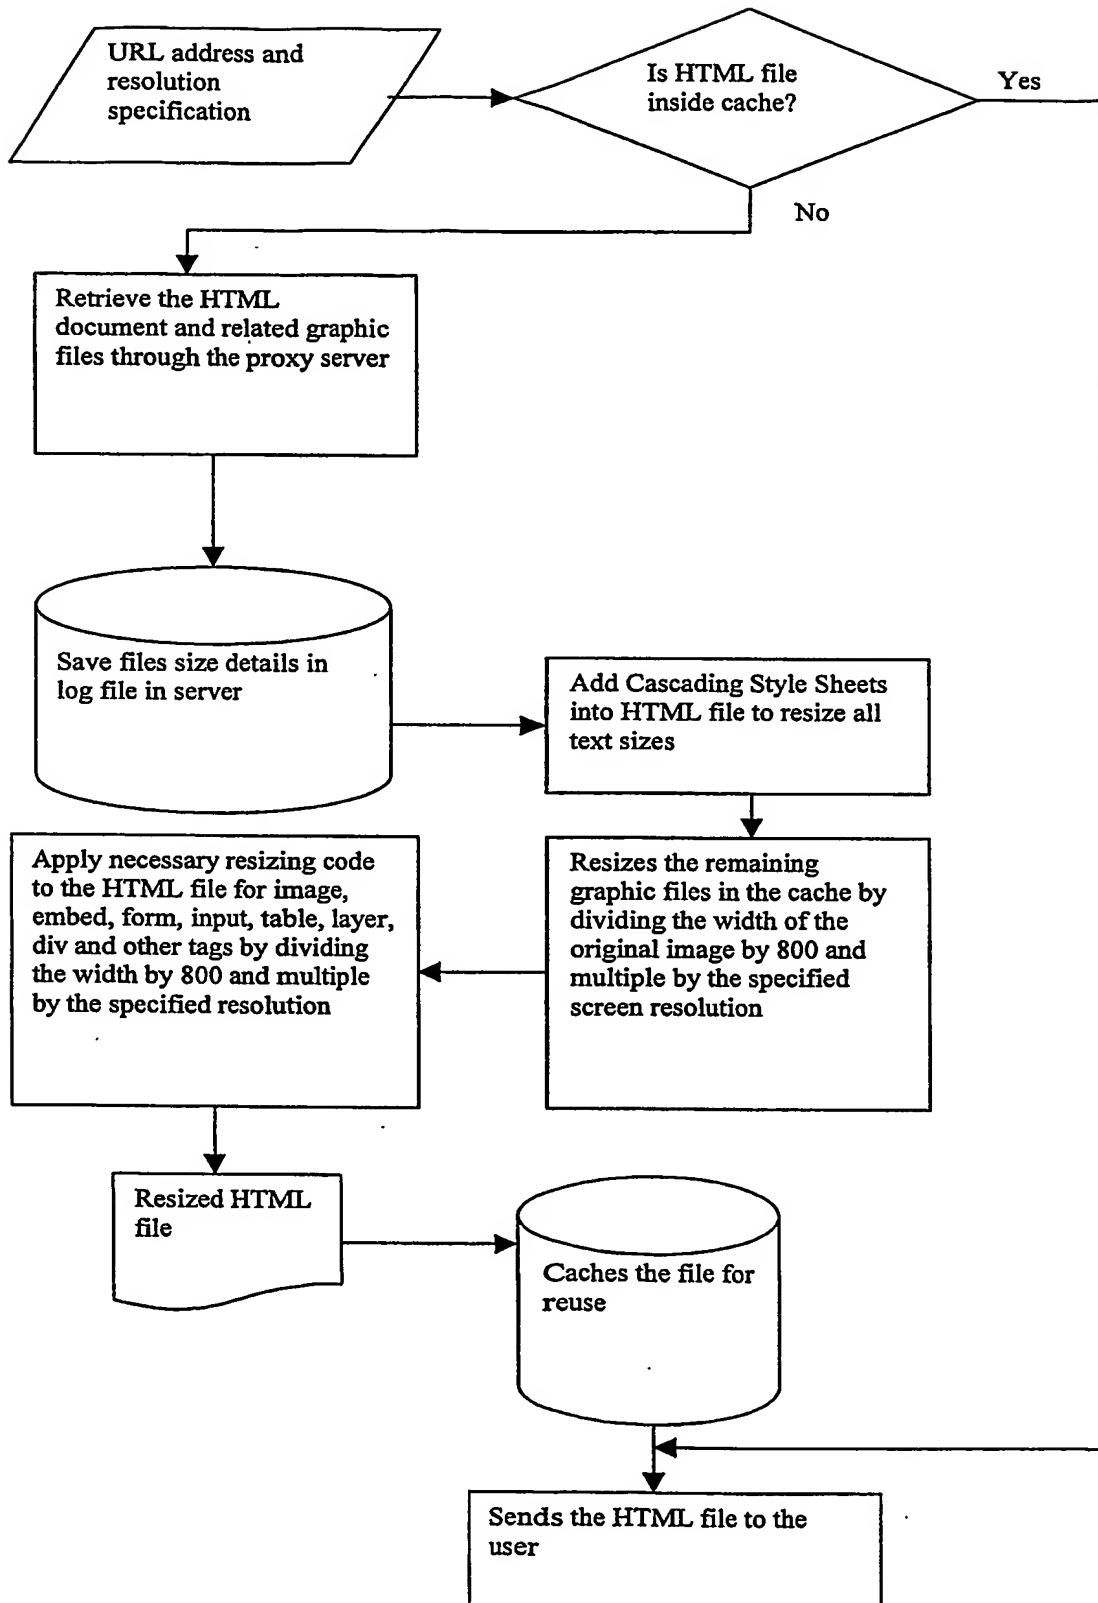 URL address and
resolution
specification
Is HTML file
inside cache?
Yes
No
Retrieve the HTML
document and related graphic
files through the proxy server
Save files size details in
log file in server
Add Cascading Style Sheets
into HTML file to resize all
text sizes
Apply necessary resizing code
to the HTML file for image,
embed, form, input, table, layer,
div and other tags by dividing
the width by 800 and multiple
by the specified resolution
Resizes the remaining
graphic files in the cache by
dividing the width of the
original image by 800 and
multiple by the specified
screen resolution
Resized HTML
file
Caches the file for
reuse
Sends the HTML file to the
user